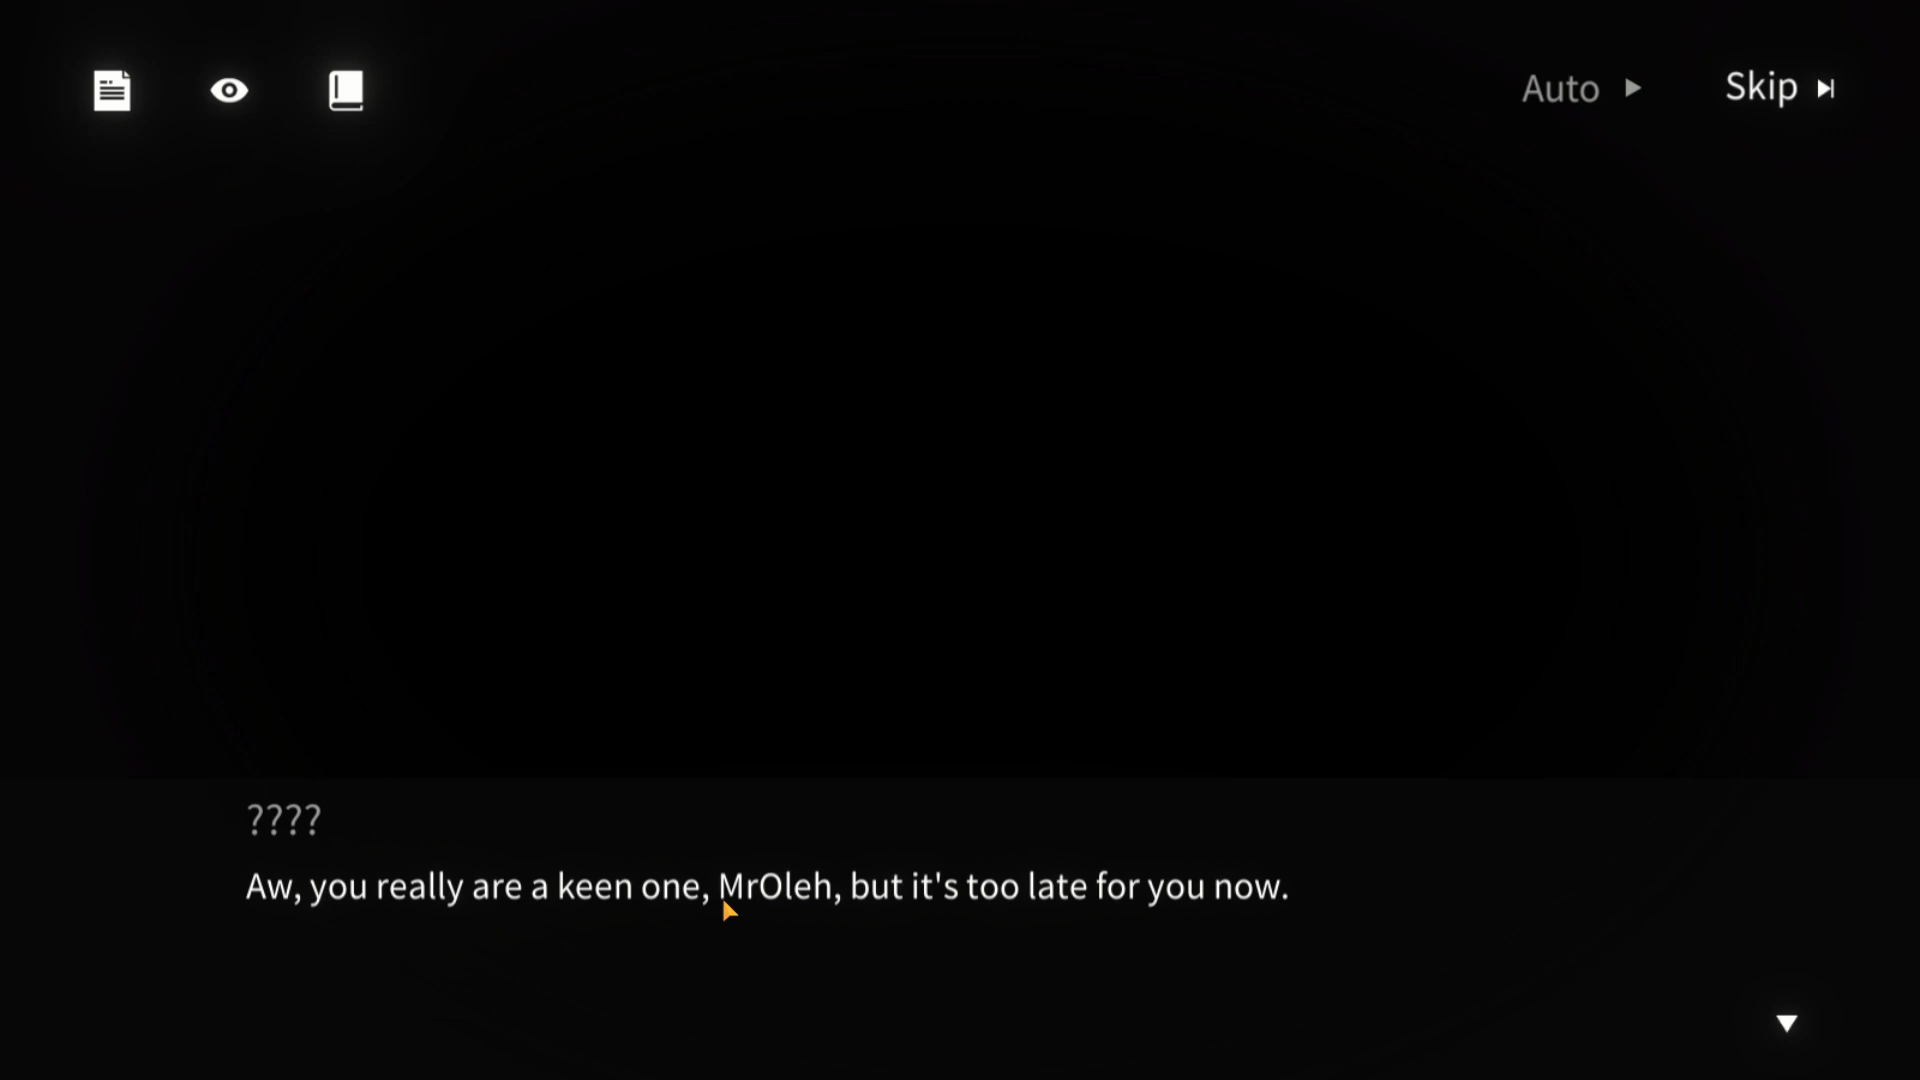 Auto
Skip
????
Aw, you really are a keen one, MrOleh, but it's too late for you now.